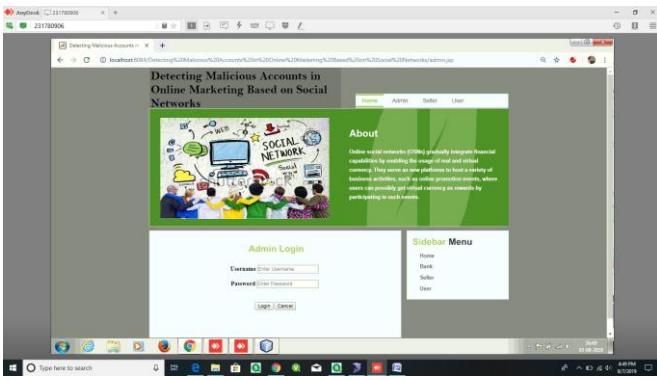 AnyDesk
231780906
231780906
Detecting Malicious Accounts in
localhost:8084/Detecting%20Malicious%20Accounts%20in%20Online%20Marketing%20Based%20on%20Social%20Networks/admin.jsp
Detecting Malicious Accounts in
Online Marketing Based on Social
Networks
Home Admin Seller User
WEB
SOCIAL
NETWORK
Social
About
Online social networks (OSNs) gradually integrate financial
capabilities by enabling the usage of real and virtual
currency. They serve as new platforms to host a variety of
business activities, such as online promotion events, where
users can possibly get virtual currency as rewards by
participating in such events.
Admin Login
Username Enter Username
Password Enter Password
Login Cancel
Sidebar Menu
Home
Bank
Seller
User
Type here to search